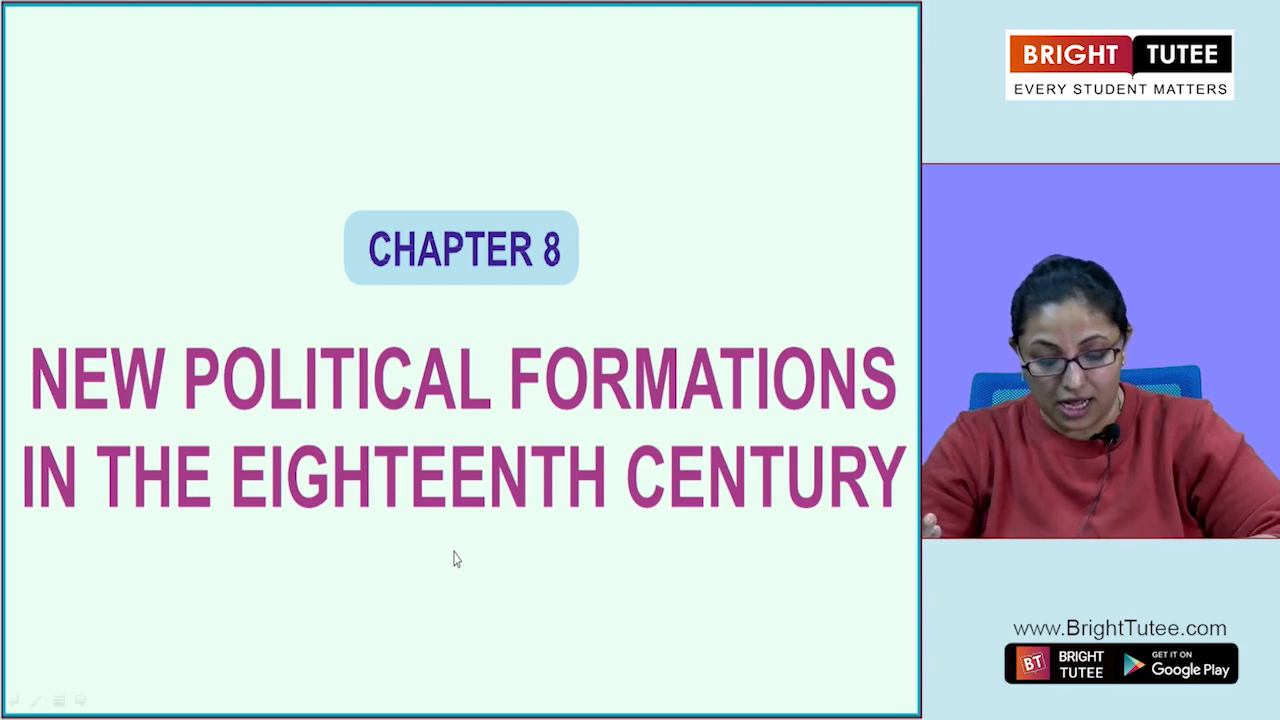 CHAPTER 8
NEW POLITICAL FORMATIONS
IN THE EIGHTEENTH CENTURY
BRIGHT TUTEE
EVERY STUDENT MATTERS
www.BrightTutee.com
BT
BRIGHT
TUTEE
GET IT ON
Google Play